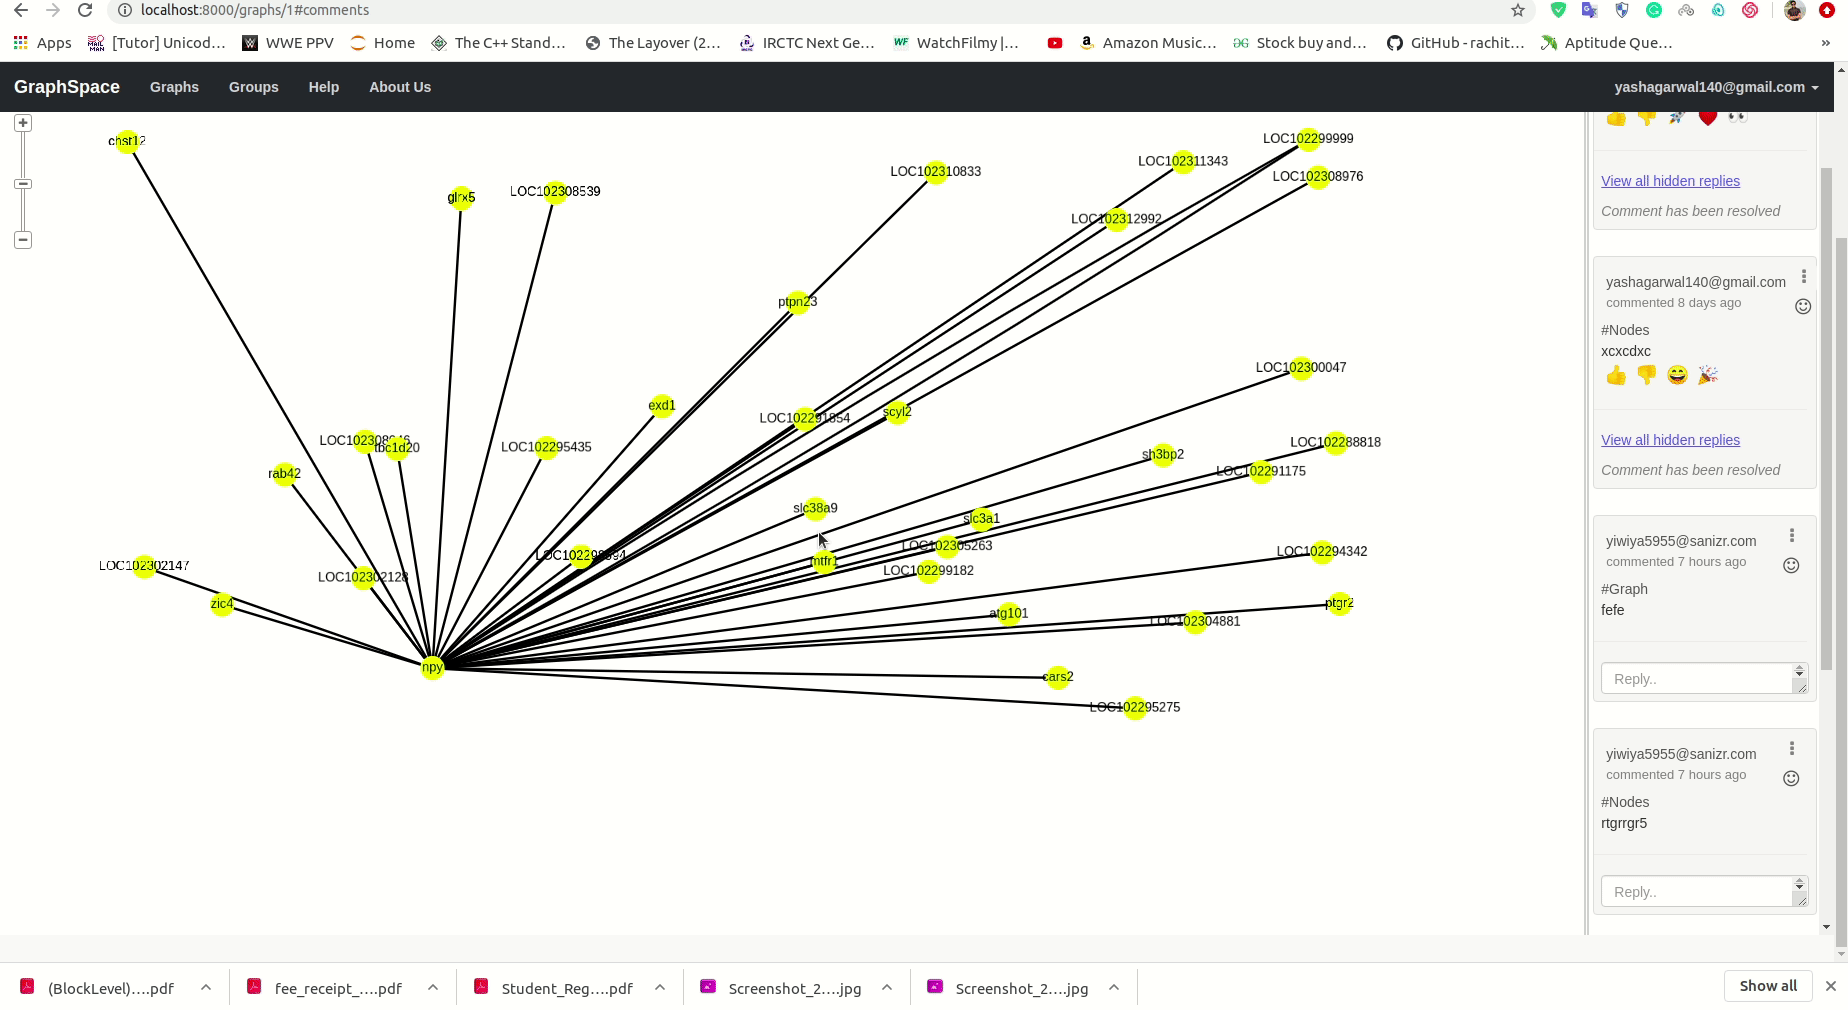 localhost:8000/graphs/1#comments
Apps [Tutor] Unicod... WWE PPV Home The C++ Stand... The Layover (2... IRCTC Next Ge... WatchFilmy |... Amazon Music... Stock buy and... GitHub - rachit... Aptitude Que... »
GraphSpace Graphs Groups Help About Us yashagarwal140@gmail.com
chst12
LOC102299999
LOC102311343
LOC102310833
LOC102308976
glrx5
LOC102308539
LOC102312992
ptpn23
LOC102300047
exd1
LOC102291854
scyl2
tbc1d20
LOC102295435
LOC102288818
sh3bp2
rab42
LOC102291175
slc38a9
slc3a1
LOC102305263
LOC102294342
mtfr1
LOC102302147
LOC102299182
LOC102302128
zic4
ptgr2
atg101
LOC102304881
npy
cars2
LOC102295275
View all hidden replies
Comment has been resolved
yashagarwal140@gmail.com
commented 8 days ago
#Nodes
xcxcdxc
View all hidden replies
Comment has been resolved
yiwiya5955@sanizr.com
commented 7 hours ago
#Graph
fefe
Reply..
yiwiya5955@sanizr.com
commented 7 hours ago
#Nodes
rtgrrgr5
Reply..
(BlockLevel)....pdf fee_receipt_....pdf Student_Reg....pdf Screenshot_2....jpg Screenshot_2....jpg Show all